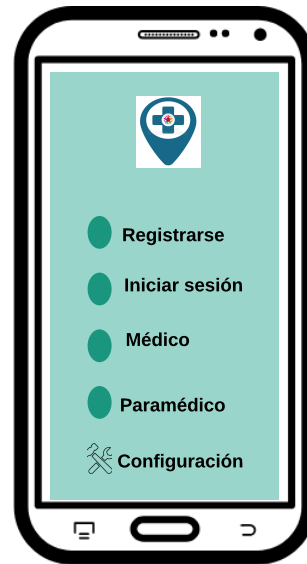 Registrarse
Iniciar sesión
Médico
Paramédico
Configuración